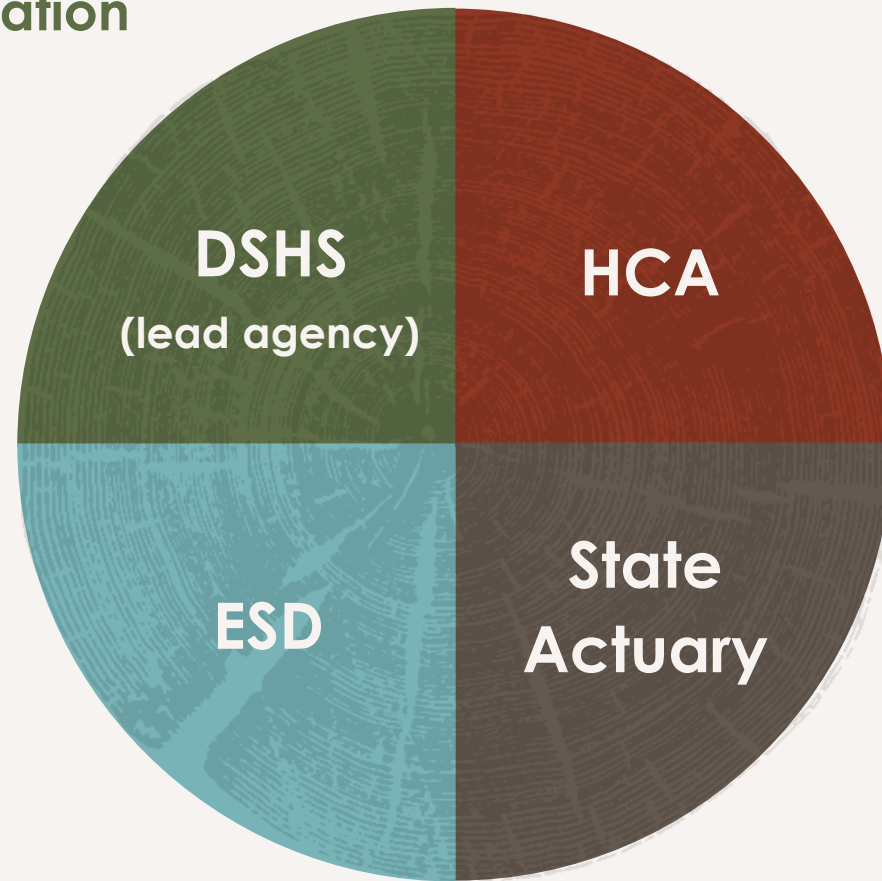 ation
DSHS
(lead agency)
HCA
ESD
State
Actuary